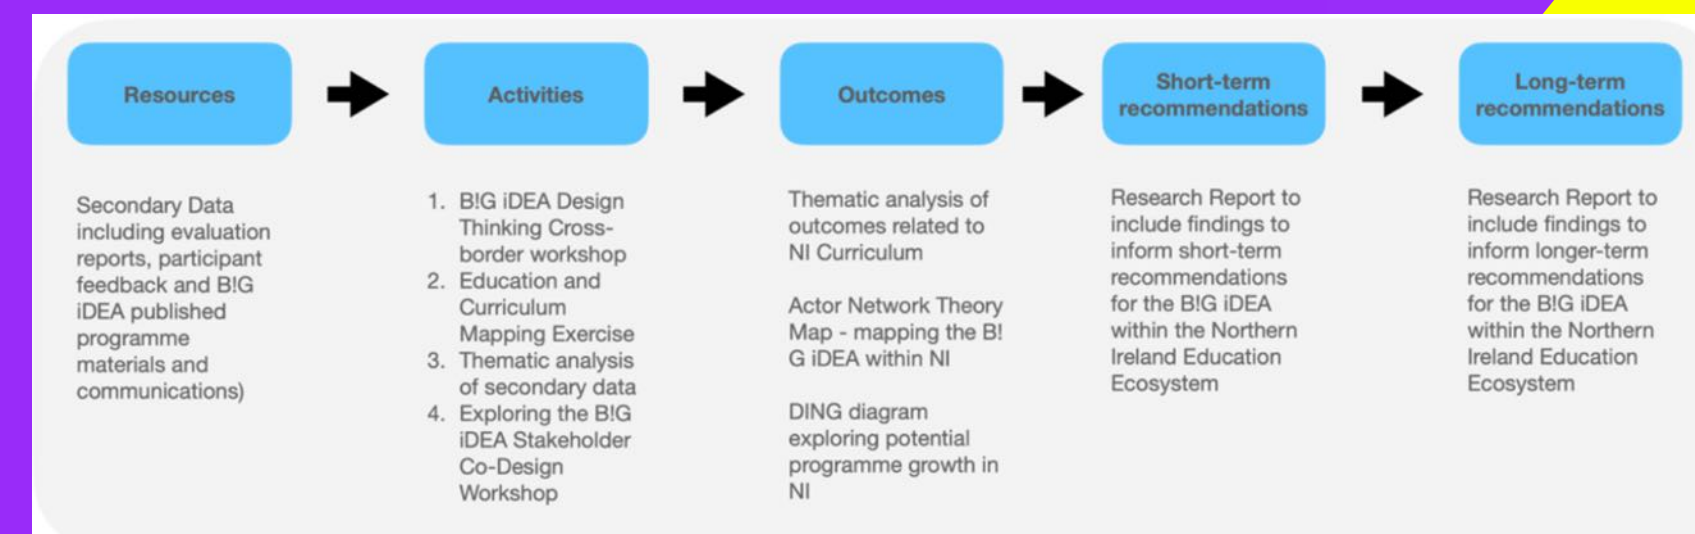 Resources
Activities
Outcomes
Short-term
recommendations
Long-term
recommendations
Secondary Data
including evaluation
reports, participant
feedback and B!G
iDEA published
programme
materials and
communications)
1. B!G iDEA Design
Thinking Cross-
border workshop
2. Education and
Curriculum
Mapping Exercise
3. Thematic analysis
of secondary data
4. Exploring the B!G
iDEA Stakeholder
Co-Design
Workshop
Thematic analysis of
outcomes related to
NI Curriculum
Actor Network Theory
Map - mapping the B!
G iDEA within NI
DING diagram
exploring potential
programme growth in
NI
Research Report to
include findings to
inform short-term
recommendations
for the B!G iDEA
within the Northern
Ireland Education
Ecosystem
Research Report to
include findings to
inform longer-term
recommendations
for the B!G iDEA
within the Northern
Ireland Education
Ecosystem